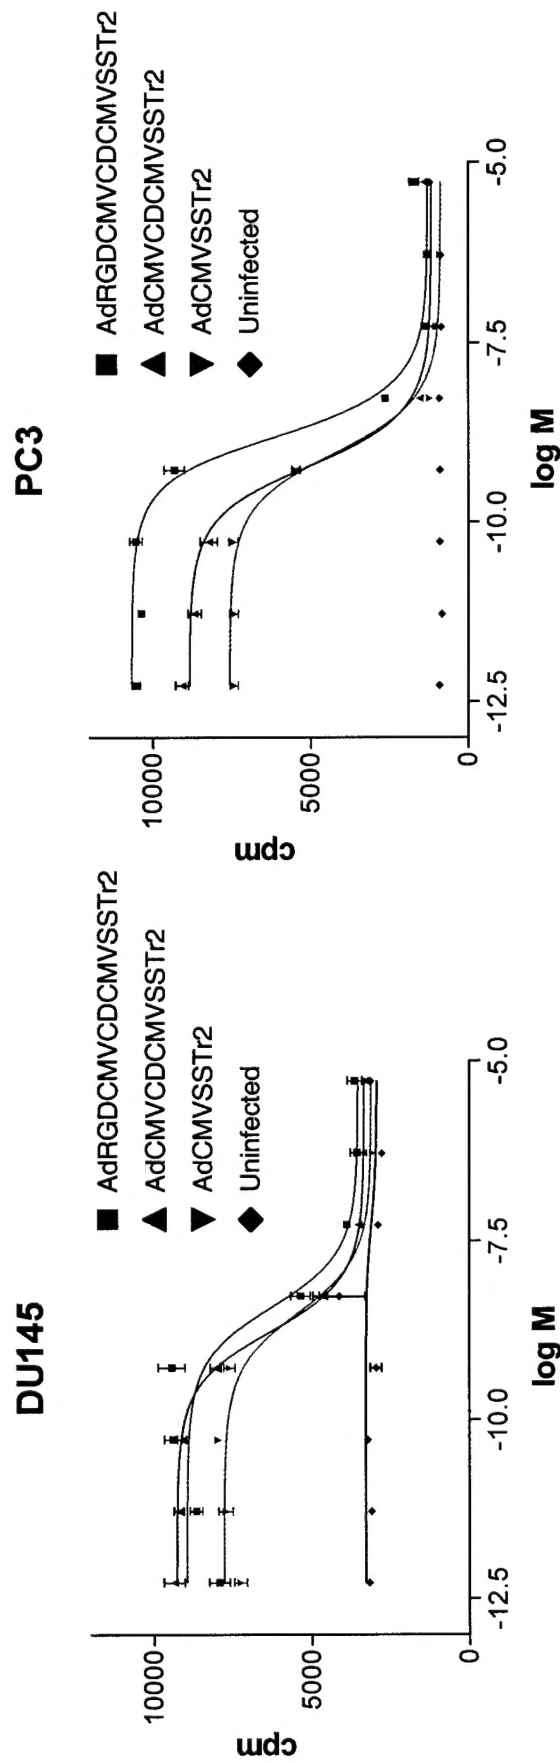 DU145
AdRGDCMVCDCMVSSTr2
AdCMVCDCMVSSTr2
AdCMVSSTr2
Uninfected
cpm
10000
5000
0
-12.5
-10.0
-7.5
-5.0
log M
PC3
AdRGDCMVCDCMVSSTr2
AdCMVCDCMVSSTr2
AdCMVSSTr2
Uninfected
cpm
10000
5000
0
-12.5
-10.0
-7.5
-5.0
log M